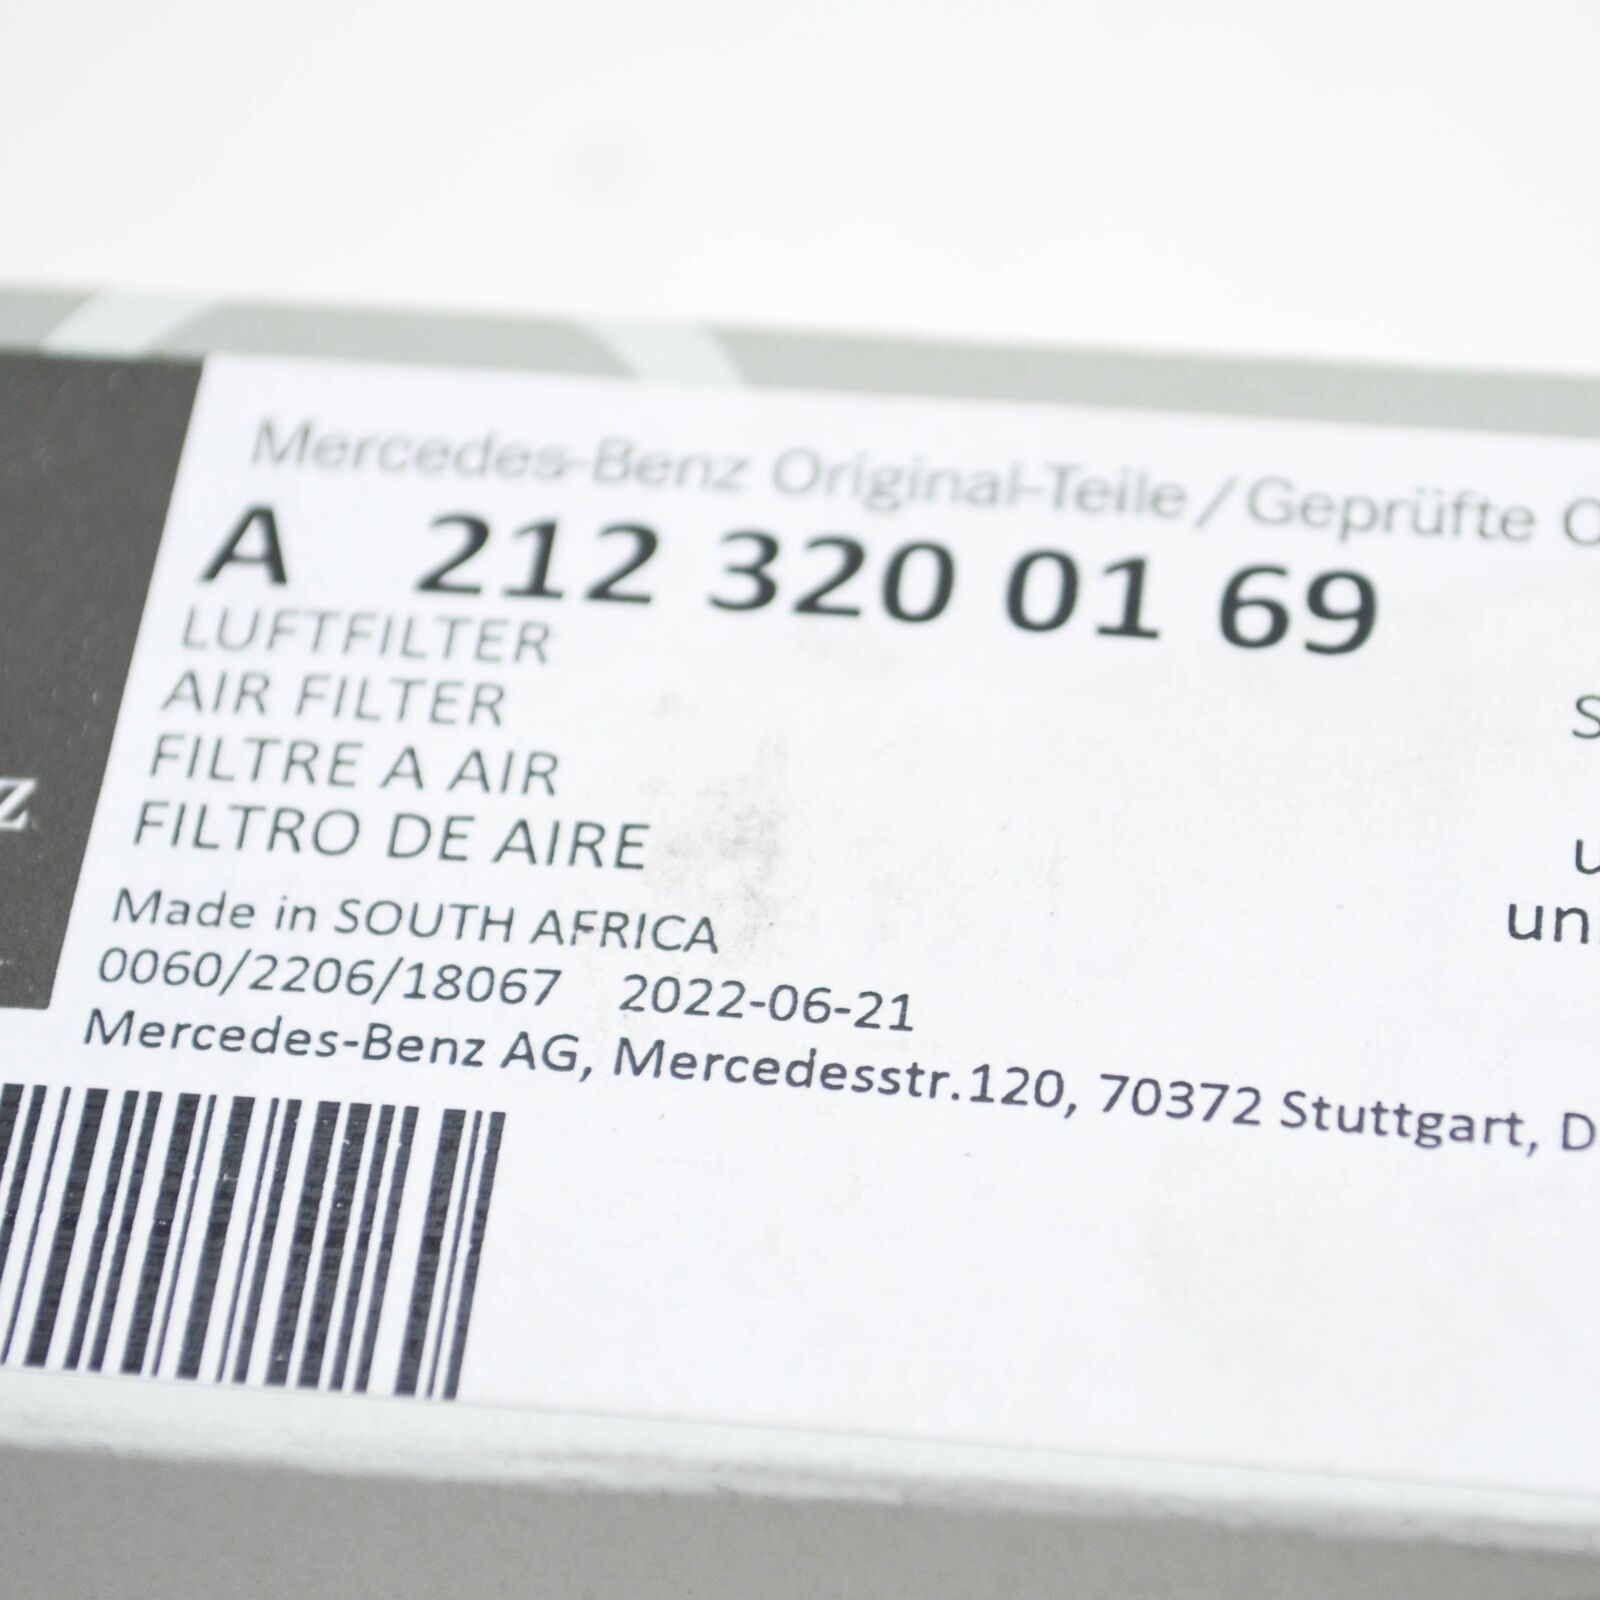 Mercedes-Benz Original-Teile / Geprüfte
A 212 320 01 69
LUFTFILTER
AIR FILTER
FILTRE A AIR
FILTRO DE AIRE
Made in SOUTH AFRICA
0060/2206/18067 2022-06-21
Mercedes-Benz AG, Mercedesstr.120, 70372 Stuttgart, D
z